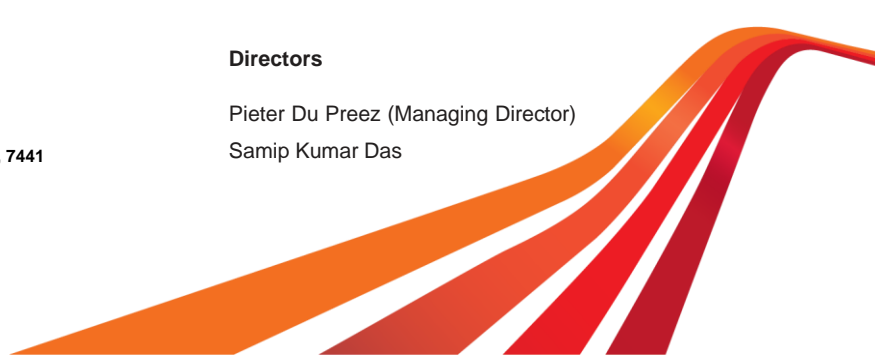 Directors
Pieter Du Preez (Managing Director)
7441
Samip Kumar Das